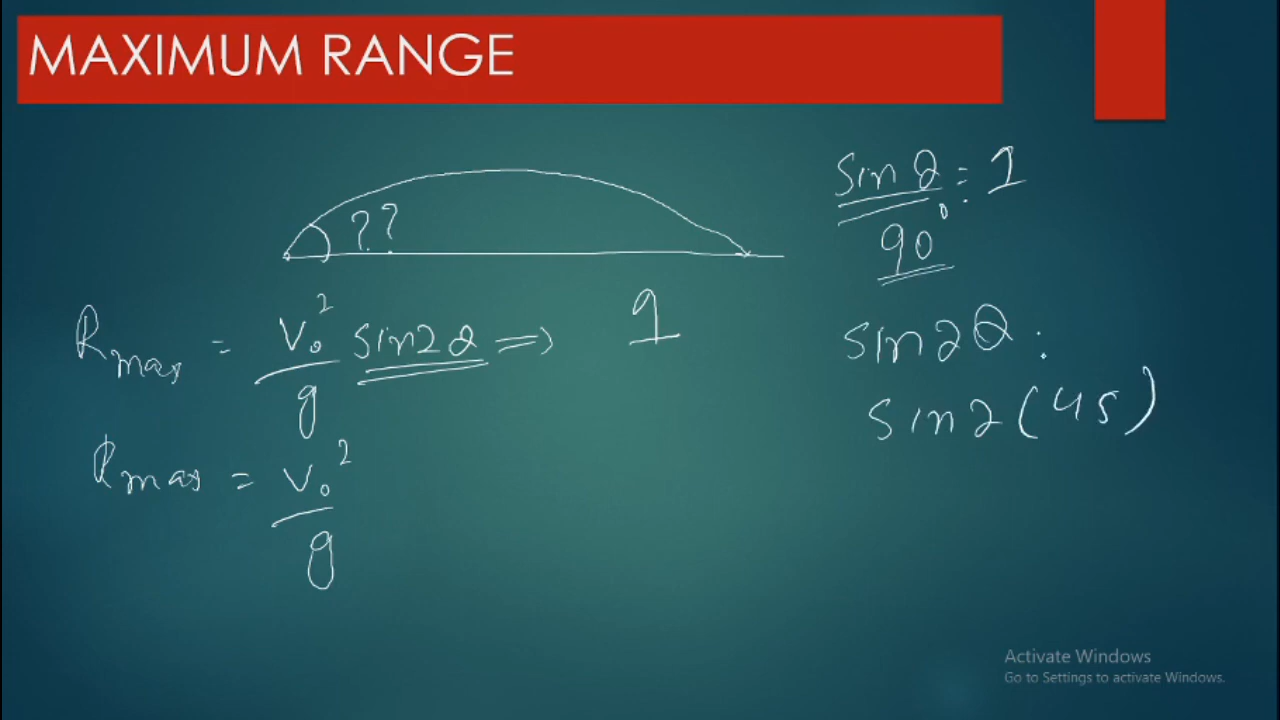 MAXIMUM RANGE
sin θ = 1
90°
??
Rmax = V₀²/g sin2θ => 1
sin2θ :
sin2(45)
Rmax = V₀²/g
Activate Windows
Go to Settings to activate Windows.